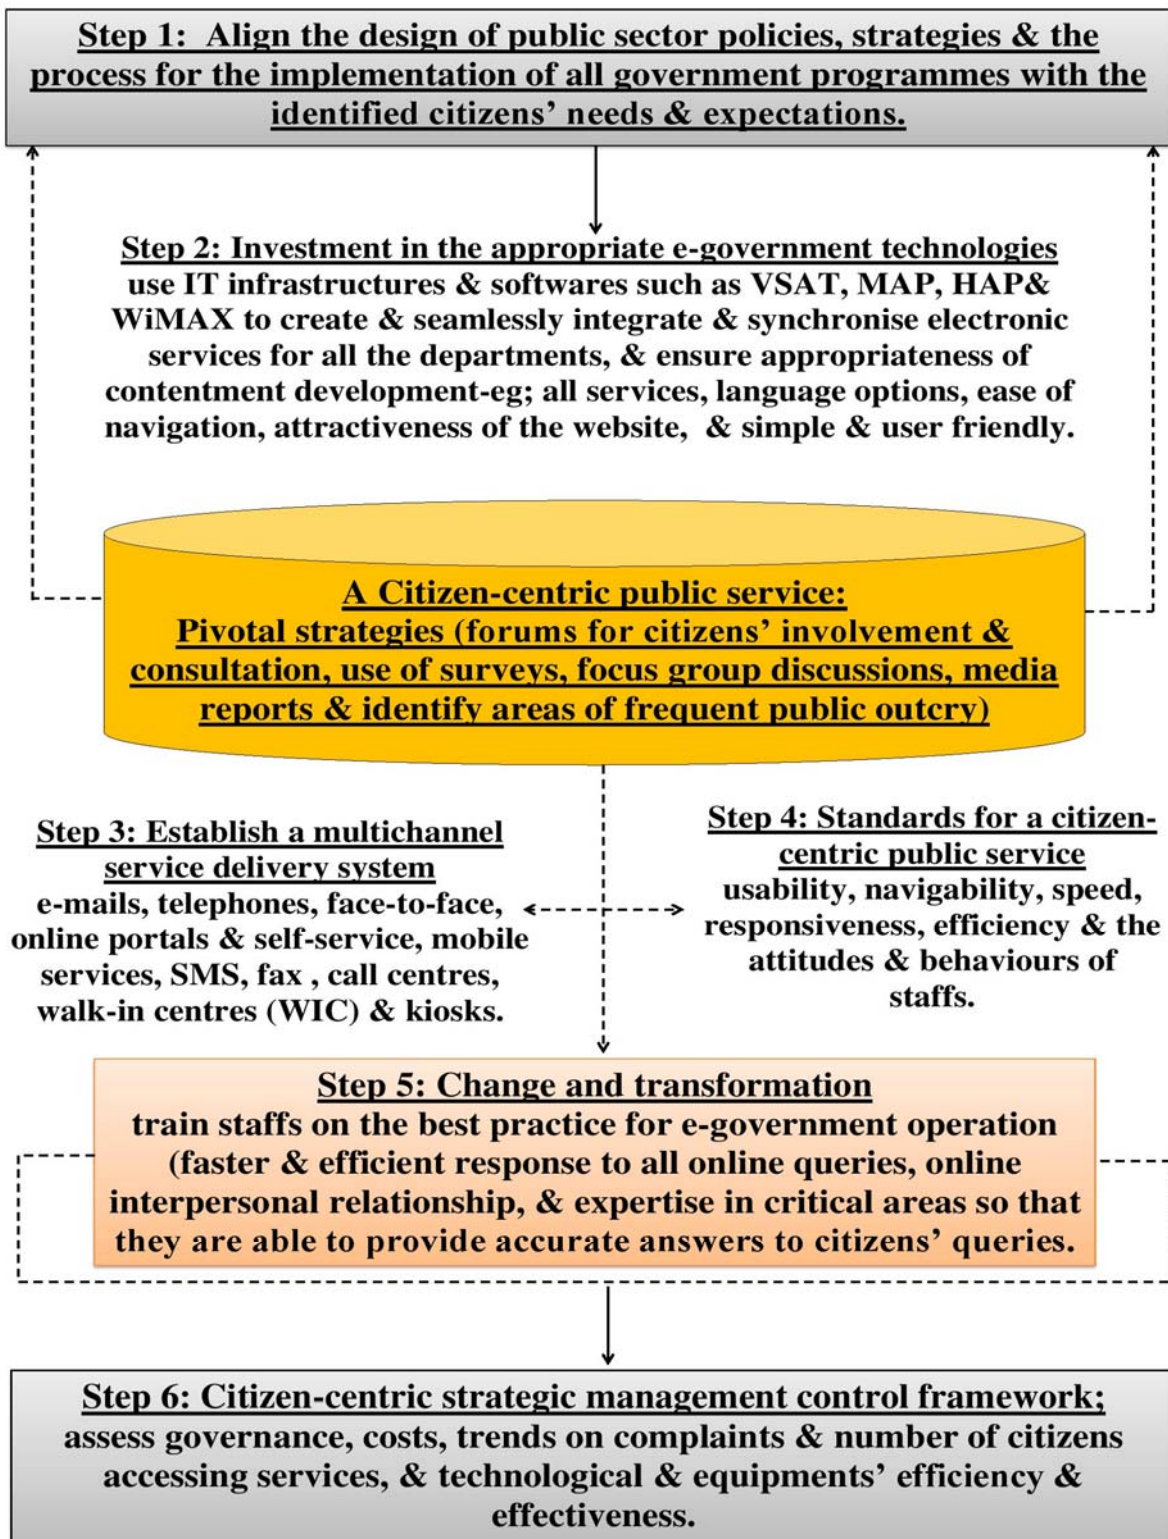 Step 1:  Align the design of public sector policies, strategies & the
process for the implementation of all government programmes with the
identified citizens’ needs & expectations.
Step 2: Investment in the appropriate e-government technologies
use IT infrastructures & softwares such as VSAT, MAP, HAP&
WiMAX to create & seamlessly integrate & synchronise electronic
services for all the departments, & ensure appropriateness of
contentment development-eg; all services, language options, ease of
navigation, attractiveness of the website,  & simple & user friendly.
A Citizen-centric public service:
Pivotal strategies (forums for citizens’ involvement &
consultation, use of surveys, focus group discussions, media
reports & identify areas of frequent public outcry)
Step 3: Establish a multichannel
service delivery system
e-mails, telephones, face-to-face,
online portals & self-service, mobile
services, SMS, fax , call centres,
walk-in centres (WIC) & kiosks.
Step 4: Standards for a citizen-
centric public service
usability, navigability, speed,
responsiveness, efficiency & the
attitudes & behaviours of
staffs.
Step 5: Change and transformation
train staffs on the best practice for e-government operation
(faster & efficient response to all online queries, online
interpersonal relationship, & expertise in critical areas so that
they are able to provide accurate answers to citizens’ queries.
Step 6: Citizen-centric strategic management control framework;
assess governance, costs, trends on complaints & number of citizens
accessing services, & technological & equipments’ efficiency &
effectiveness.